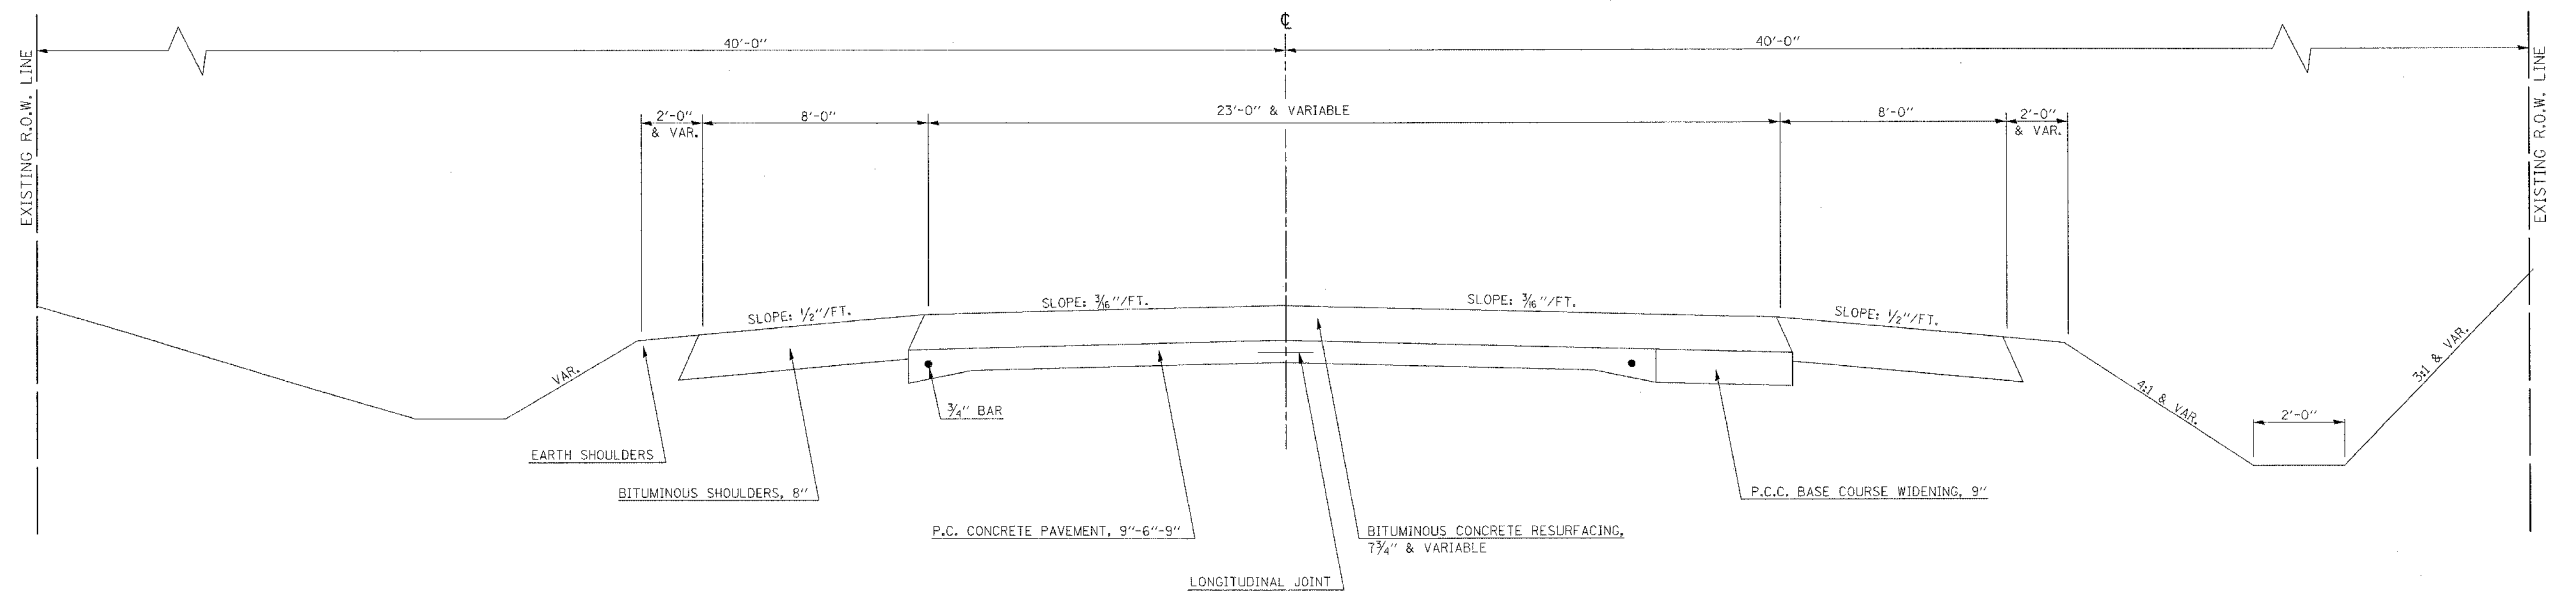 ℄
40'-0"
40'-0"
EXISTING R.O.W. LINE
EXISTING R.O.W. LINE
2'-0"
& VAR.
8'-0"
23'-0" & VARIABLE
8'-0"
2'-0"
& VAR.
SLOPE: 1/2"/FT.
SLOPE: 3/16"/FT.
SLOPE: 3/16"/FT.
SLOPE: 1/2"/FT.
VAR.
4:1 & VAR.
3:1 & VAR.
2'-0"
3/4" BAR
EARTH SHOULDERS
BITUMINOUS SHOULDERS, 8"
P.C.C. BASE COURSE WIDENING, 9"
P.C. CONCRETE PAVEMENT, 9"-6"-9"
BITUMINOUS CONCRETE RESURFACING,
7 3/4" & VARIABLE
LONGITUDINAL JOINT